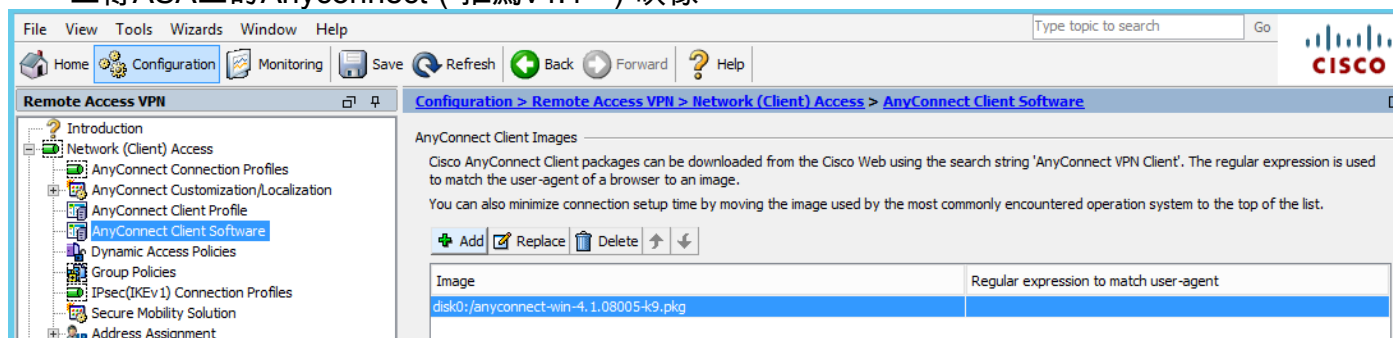 File View Tools Wizards Window Help
Type topic to search Go
Home Configuration Monitoring Save Refresh Back Forward Help
CISCO
Remote Access VPN
Introduction
Network (Client) Access
AnyConnect Connection Profiles
AnyConnect Customization/Localization
AnyConnect Client Profile
AnyConnect Client Software
Dynamic Access Policies
Group Policies
IPsec(IKEv1) Connection Profiles
Secure Mobility Solution
Address Assignment
Configuration > Remote Access VPN > Network (Client) Access > AnyConnect Client Software
AnyConnect Client Images
Cisco AnyConnect Client packages can be downloaded from the Cisco Web using the search string 'AnyConnect VPN Client'. The regular expression is used
to match the user-agent of a browser to an image.
You can also minimize connection setup time by moving the image used by the most commonly encountered operation system to the top of the list.
Add Replace Delete
Image Regular expression to match user-agent
disk0:/anyconnect-win-4.1.08005-k9.pkg